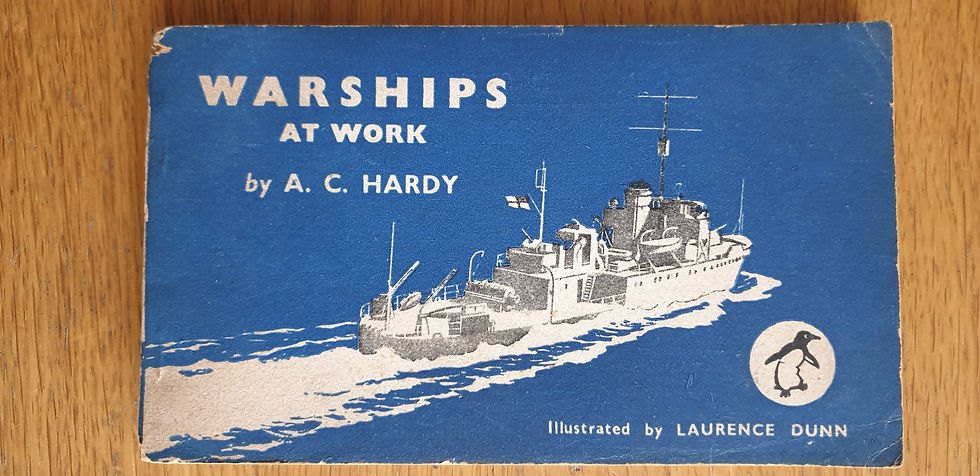 WARSHIPS
AT WORK
by A. C. HARDY
Illustrated by LAURENCE DUNN